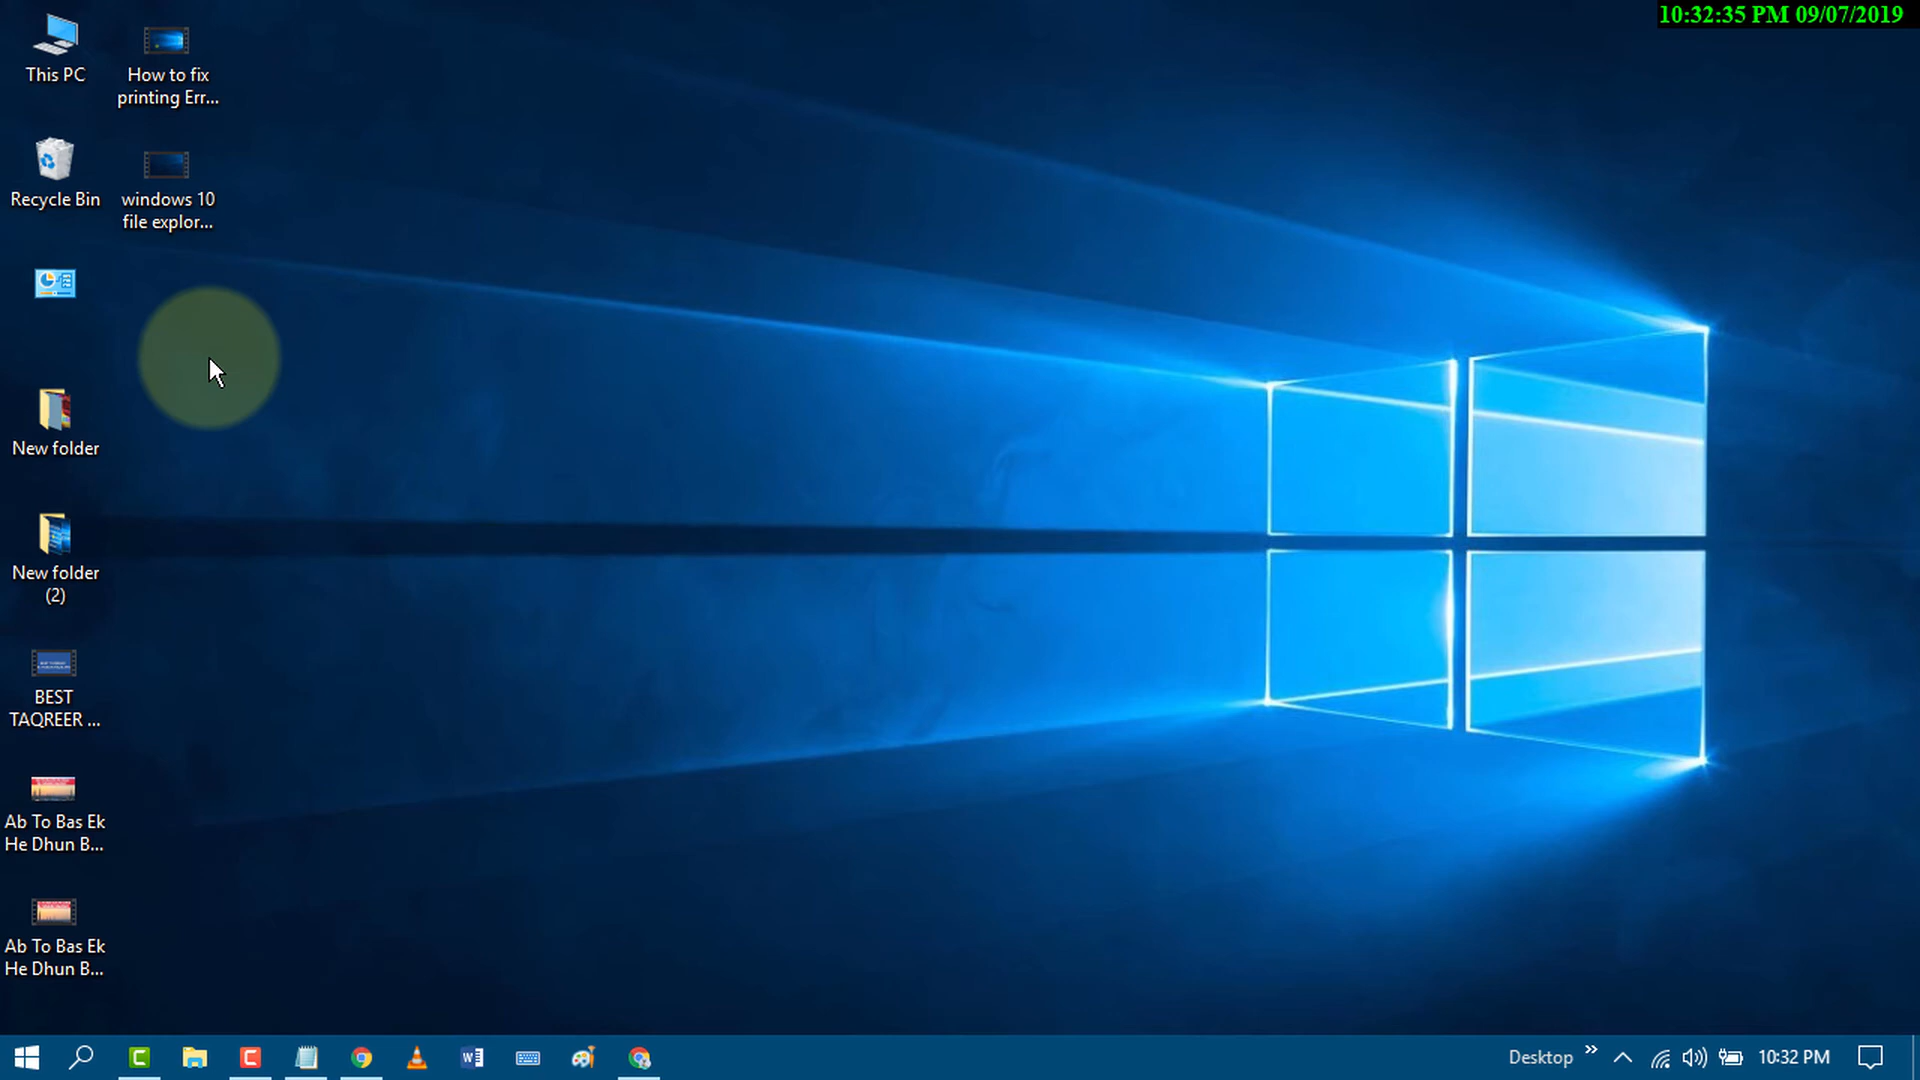 10:32:35 PM 09/07/2019
This PC
How to fix
printing Err...
Recycle Bin
windows 10
file explor...
New folder
New folder
(2)
BEST
TAQREER ...
Ab To Bas Ek
He Dhun B...
Ab To Bas Ek
He Dhun B...
Desktop
10:32 PM